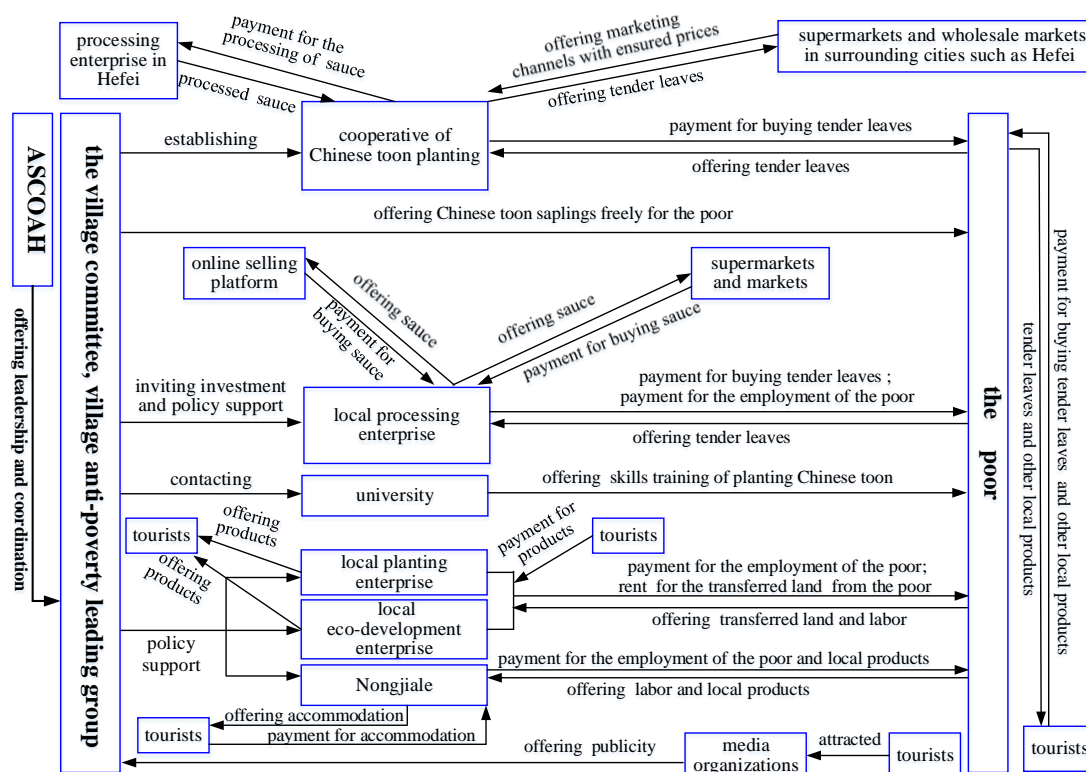 processing
enterprise in
Hefei
payment for the
processing of sauce
processed sauce
offering marketing
channels with ensured prices
offering tender leaves
supermarkets and wholesale markets
in surrounding cities such as Hefei
ASCOAH
offering leadership and coordination
the village committee, village anti-poverty leading group
establishing
cooperative of
Chinese toon planting
payment for buying tender leaves
offering tender leaves
offering Chinese toon saplings freely for the poor
online selling
platform
offering sauce
payment for
buying sauce
supermarkets
and markets
offering sauce
payment for buying sauce
inviting investment
and policy support
local processing
enterprise
payment for buying tender leaves ;
payment for the employment of the poor
offering tender leaves
contacting
university
offering skills training of planting Chinese toon
tourists
offering
products
offering
products
local planting
enterprise
local
eco-development
enterprise
payment for
products
tourists
payment for the employment of the poor;
rent for the transferred land from the poor
offering transferred land and labor
policy
support
Nongjiale
payment for the employment of the poor and local products
offering labor and local products
tourists
offering accommodation
payment for accommodation
offering publicity
media
organizations
attracted
tourists
the poor
tender leaves and other local products
payment for buying tender leaves and other local products
tourists